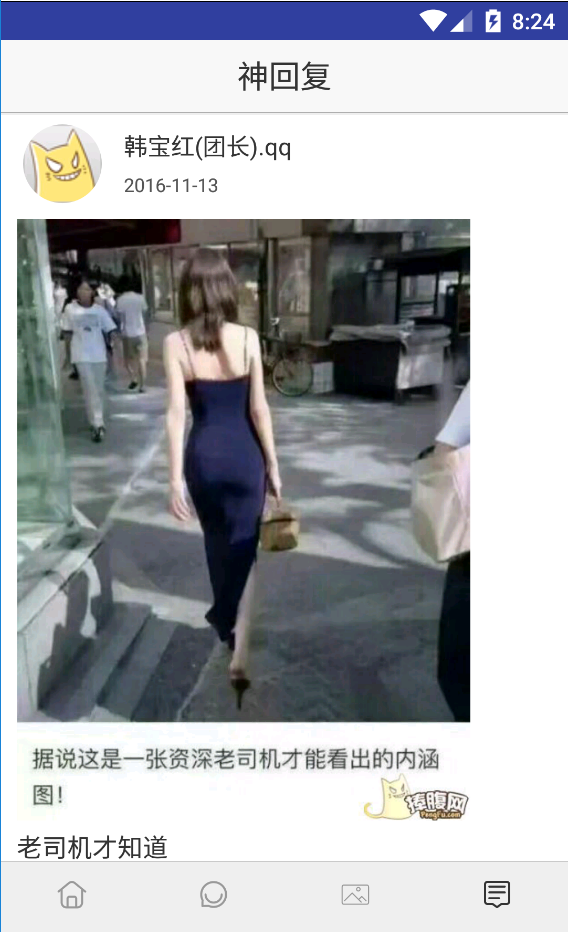 8:24
神回复
韩宝红(团长).qq
2016-11-13
据说这是一张资深老司机才能看出的内涵
图!
捧腹网
PengFu.com
老司机才知道